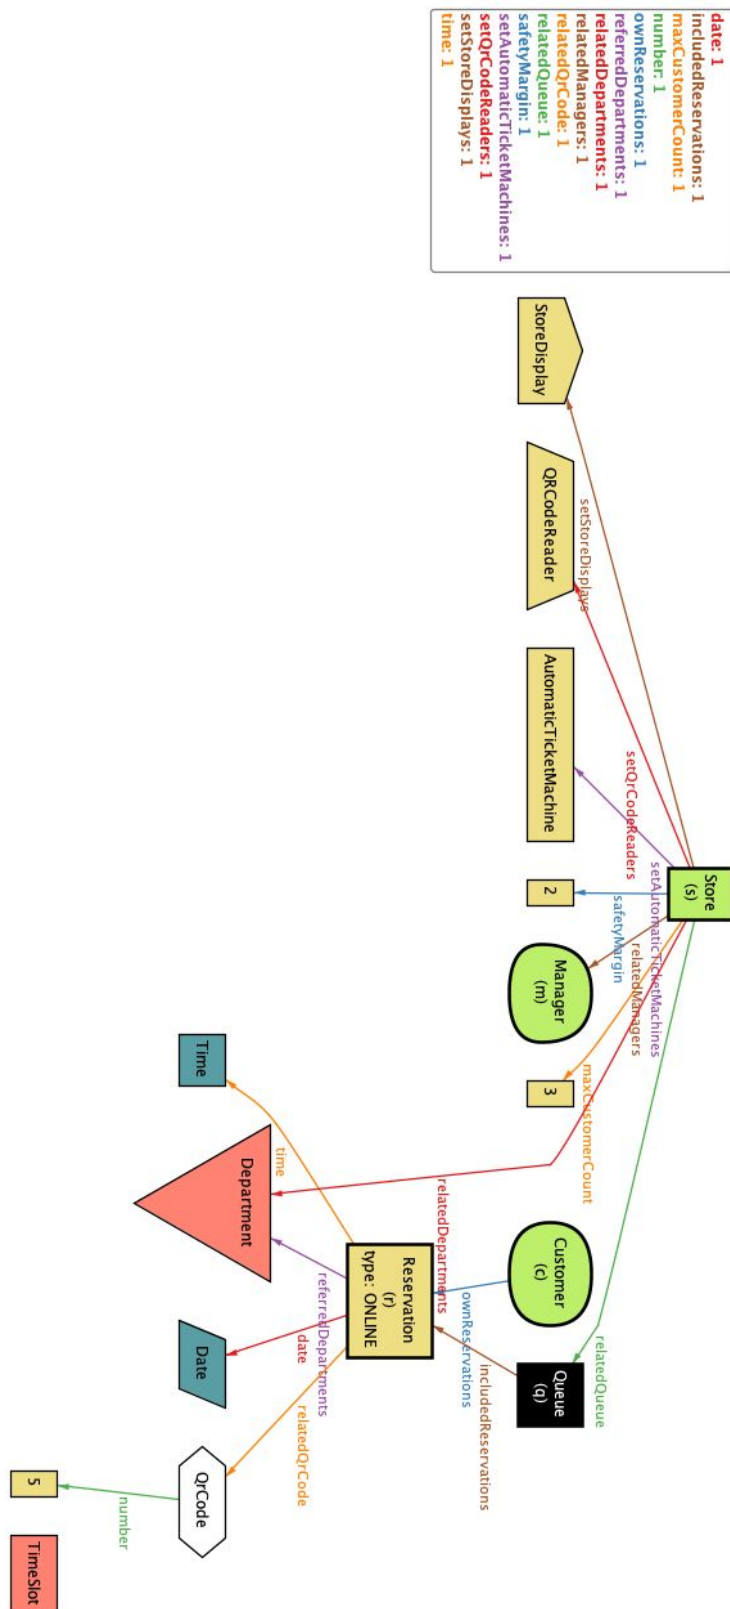 date: 1
includedReservations: 1
maxCustomerCount: 1
number: 1
ownReservations: 1
referredDepartments: 1
relatedDepartments: 1
relatedManagers: 1
relatedQrCode: 1
relatedQueue: 1
safetyMargin: 1
setAutomaticTicketMachines: 1
setQrCodeReaders: 1
setStoreDisplays: 1
time: 1
Store
(s)
setStoreDisplays
setQrCodeReaders
setAutomaticTicketMachines
safetyMargin
relatedManagers
maxCustomerCount
relatedDepartments
relatedQueue
StoreDisplay
QRCodeReader
AutomaticTicketMachine
2
Manager
(m)
3
Customer
(c)
Queue
(q)
ownReservations
includedReservations
Reservation
(r)
type: ONLINE
time
referredDepartments
date
relatedQrCode
Time
Department
Date
QrCode
number
5
TimeSlot